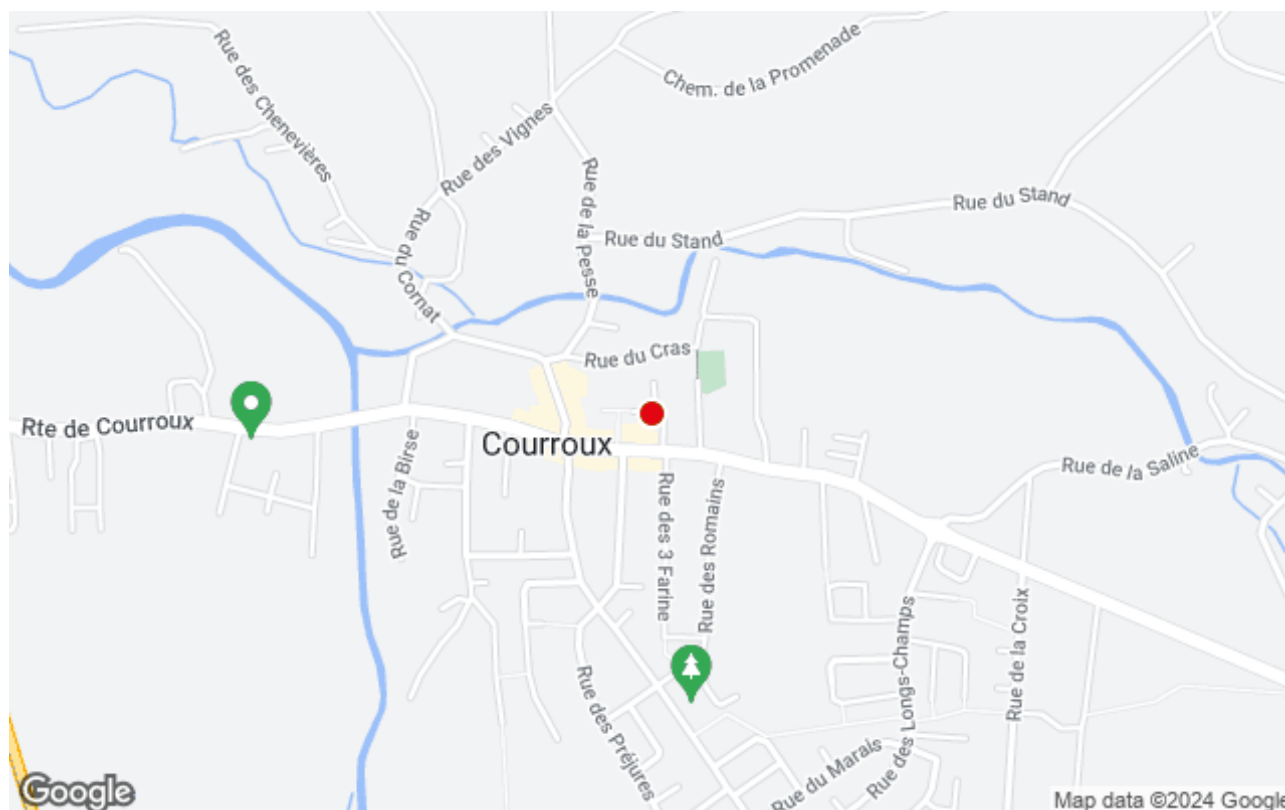 Rue des Chenevières
Chem. de la Promenade
Rue des Vignes
Rue de la Pesse
Rue du Stand
Rue du Stand
Rue du Cornat
Rue du Cras
Rte de Courroux
Courroux
Rue de la Birse
Rue de la Saline
Rue des 3 Farine
Rue des Romains
Rue des Longs-Champs
Rue de la Croix
Rue des Préjures
Rue du Marais
Google
Map data ©2024 Google